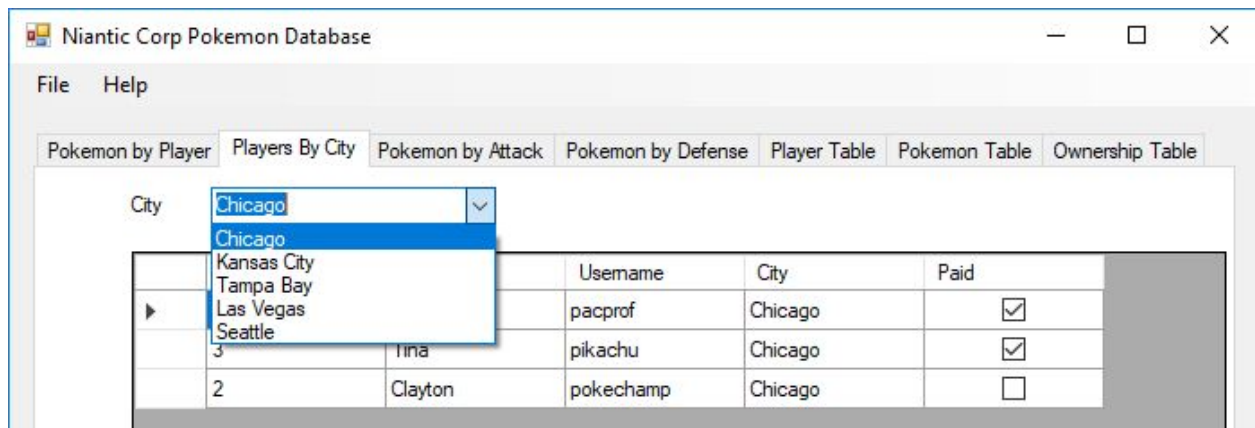 Niantic Corp Pokemon Database
File Help
Pokemon by Player Players By City Pokemon by Attack Pokemon by Defense Player Table Pokemon Table Ownership Table
City Chicago
Chicago
Kansas City
Tampa Bay
Las Vegas
Seattle
Username City Paid
pacprof Chicago
3 Tina pikachu Chicago
2 Clayton pokechamp Chicago